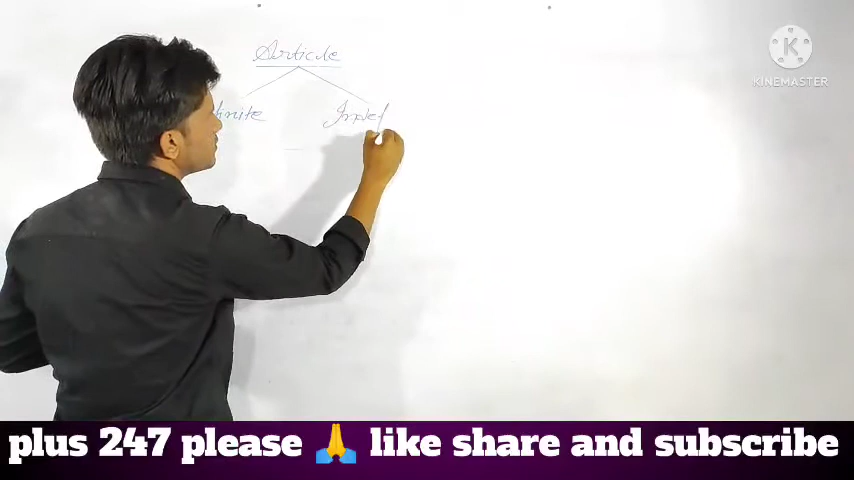 Article
finite Indef
KINEMASTER
plus 247 please 🙏 like share and subscribe